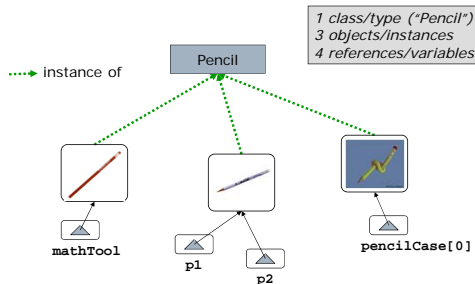 1 class/type ("Pencil")
3 objects/instances
4 references/variables
Pencil
instance of
mathTool
p1
p2
pencilCase[0]